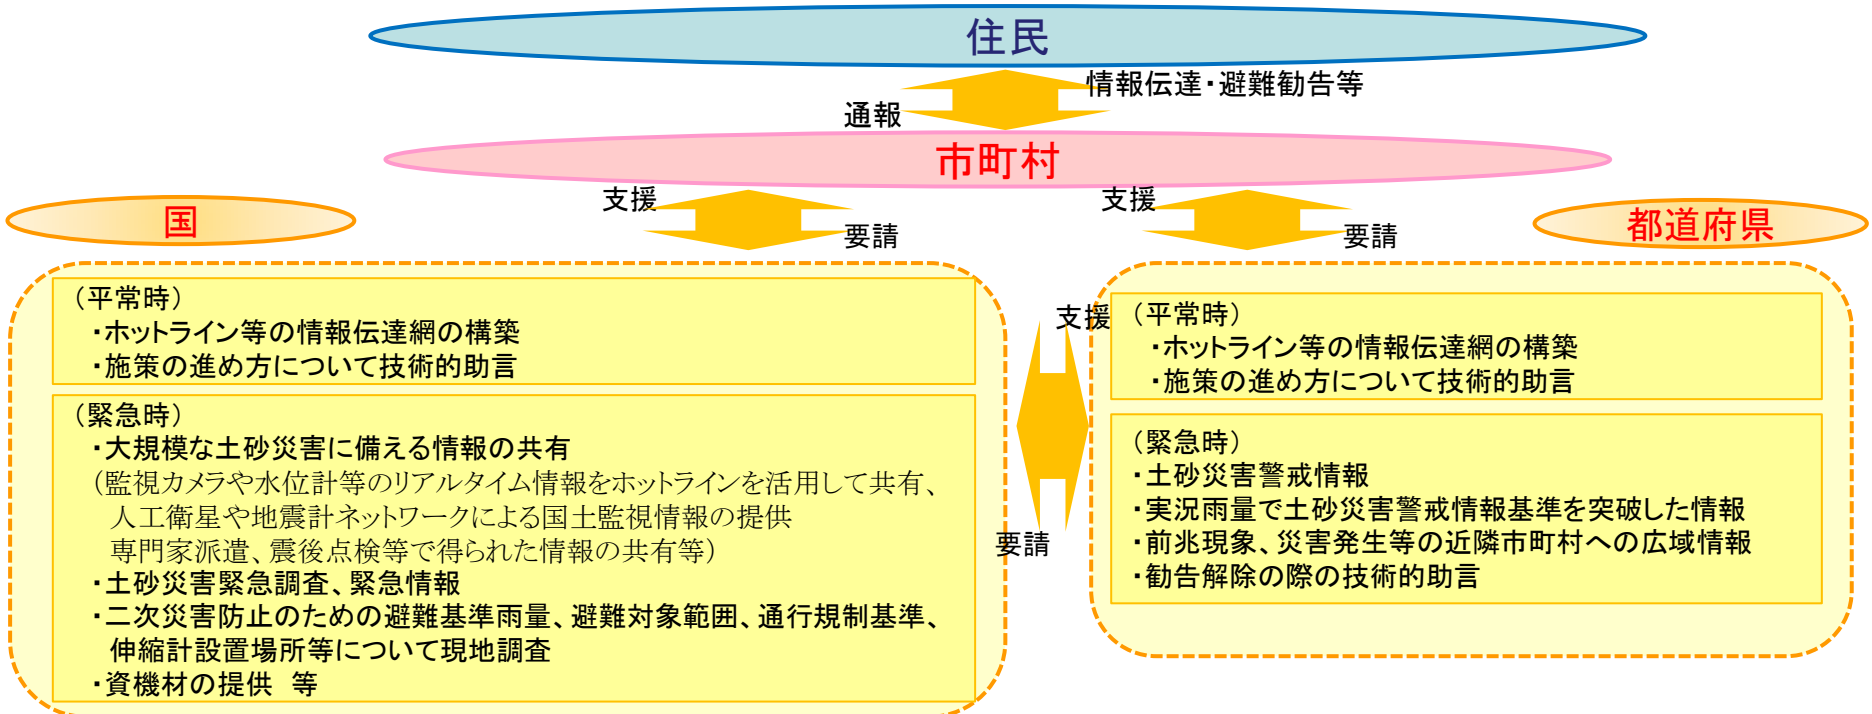 住民
情報伝達・避難勧告等
通報
市町村
支援
要請
支援
要請
国
都道府県
（平常時）
・ホットライン等の情報伝達網の構築
・施策の進め方について技術的助言
（緊急時）
・大規模な土砂災害に備える情報の共有
（監視カメラや水位計等のリアルタイム情報をホットラインを活用して共有、
人工衛星や地震計ネットワークによる国土監視情報の提供
専門家派遣、震後点検等で得られた情報の共有等）
・土砂災害緊急調査、緊急情報
・二次災害防止のための避難基準雨量、避難対象範囲、通行規制基準、
伸縮計設置場所等について現地調査
・資機材の提供　等
支援
要請
（平常時）
・ホットライン等の情報伝達網の構築
・施策の進め方について技術的助言
（緊急時）
・土砂災害警戒情報
・実況雨量で土砂災害警戒情報基準を突破した情報
・前兆現象、災害発生等の近隣市町村への広域情報
・勧告解除の際の技術的助言